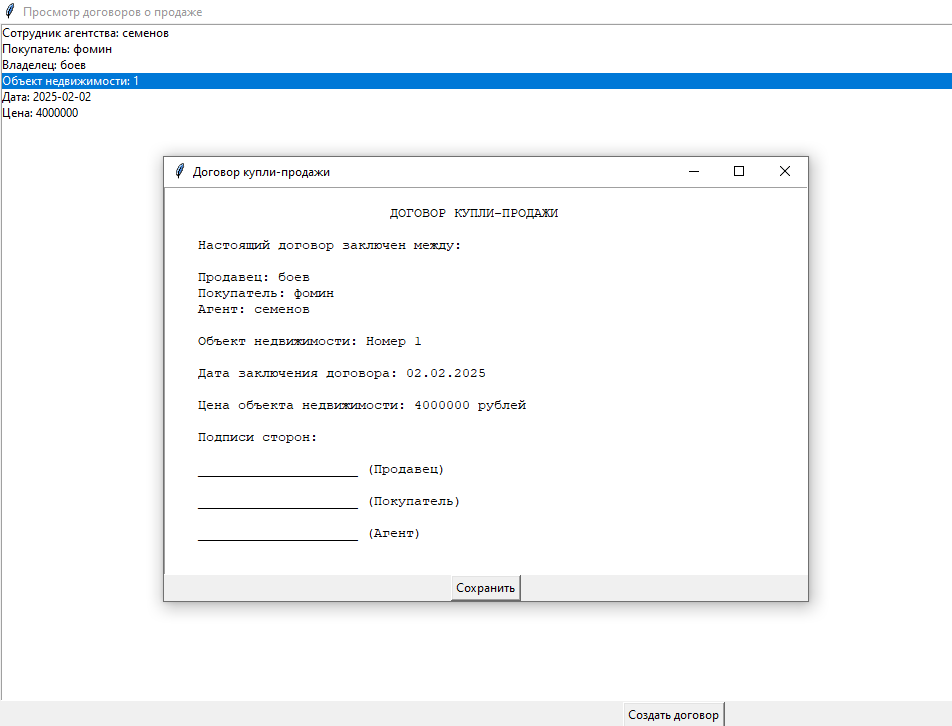 Просмотр договоров о продаже
Сотрудник агентства: семенов
Покупатель: фомин
Владелец: боев
Объект недвижимости: 1
Дата: 2025-02-02
Цена: 4000000
Договор купли-продажи
ДОГОВОР КУПЛИ-ПРОДАЖИ
Настоящий договор заключен между:
Продавец: боев
Покупатель: фомин
Агент: семенов
Объект недвижимости: Номер 1
Дата заключения договора: 02.02.2025
Цена объекта недвижимости: 4000000 рублей
Подписи сторон:
____________________ (Продавец)
____________________ (Покупатель)
____________________ (Агент)
Сохранить
Создать договор